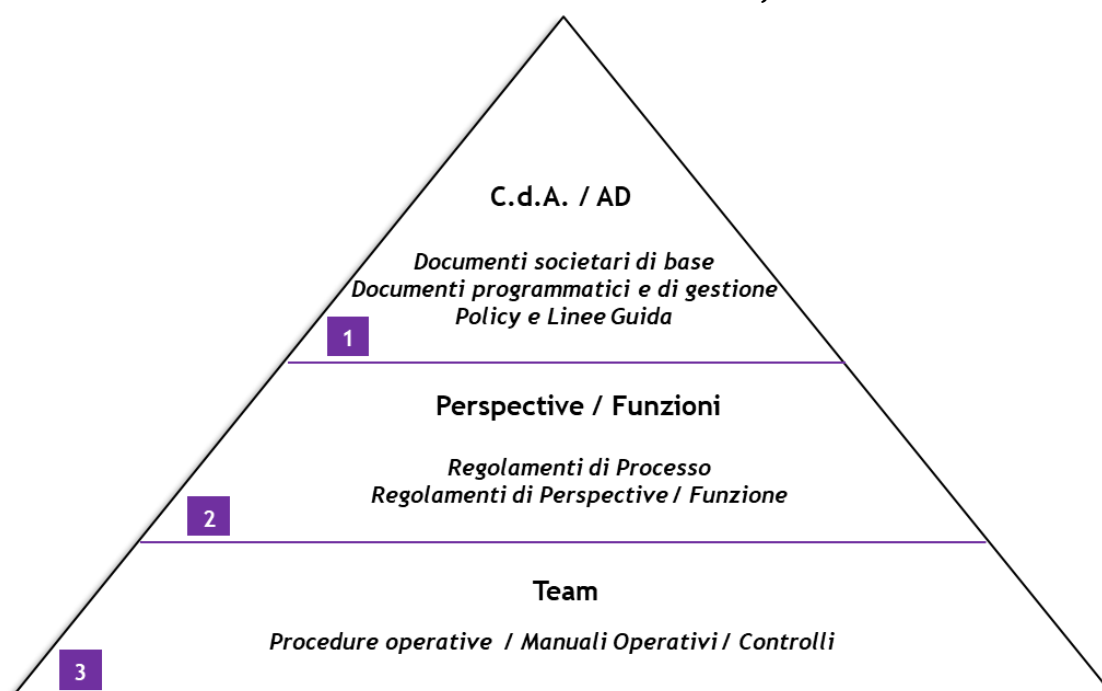 C.d.A. / AD
Documenti societari di base
Documenti programmatici e di gestione
Policy e Linee Guida
1
Perspective / Funzioni
Regolamenti di Processo
Regolamenti di Perspective / Funzione
2
Team
Procedure operative / Manuali Operativi / Controlli
3